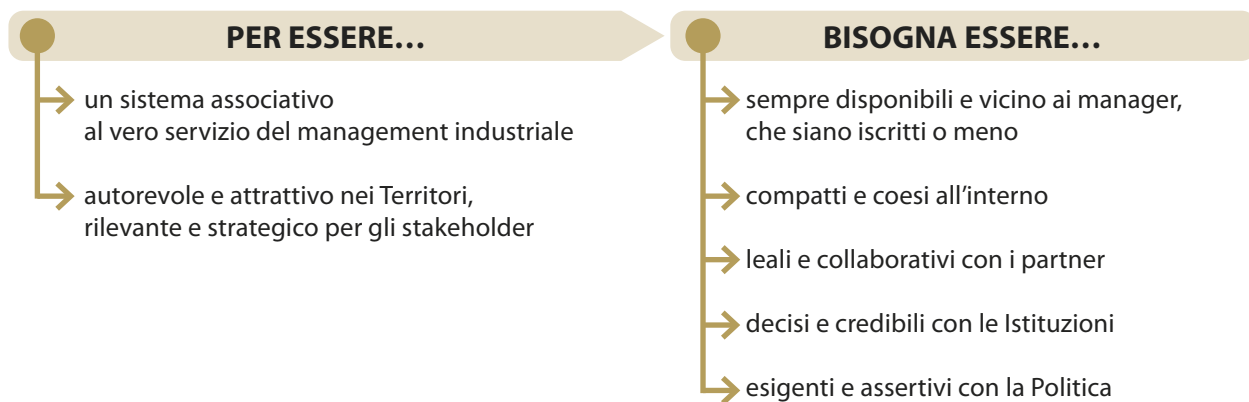 PER ESSERE…
un sistema associativo
al vero servizio del management industriale
autorevole e attrattivo nei Territori,
rilevante e strategico per gli stakeholder
BISOGNA ESSERE…
sempre disponibili e vicino ai manager,
che siano iscritti o meno
compatti e coesi all’interno
leali e collaborativi con i partner
decisi e credibili con le Istituzioni
esigenti e assertivi con la Politica